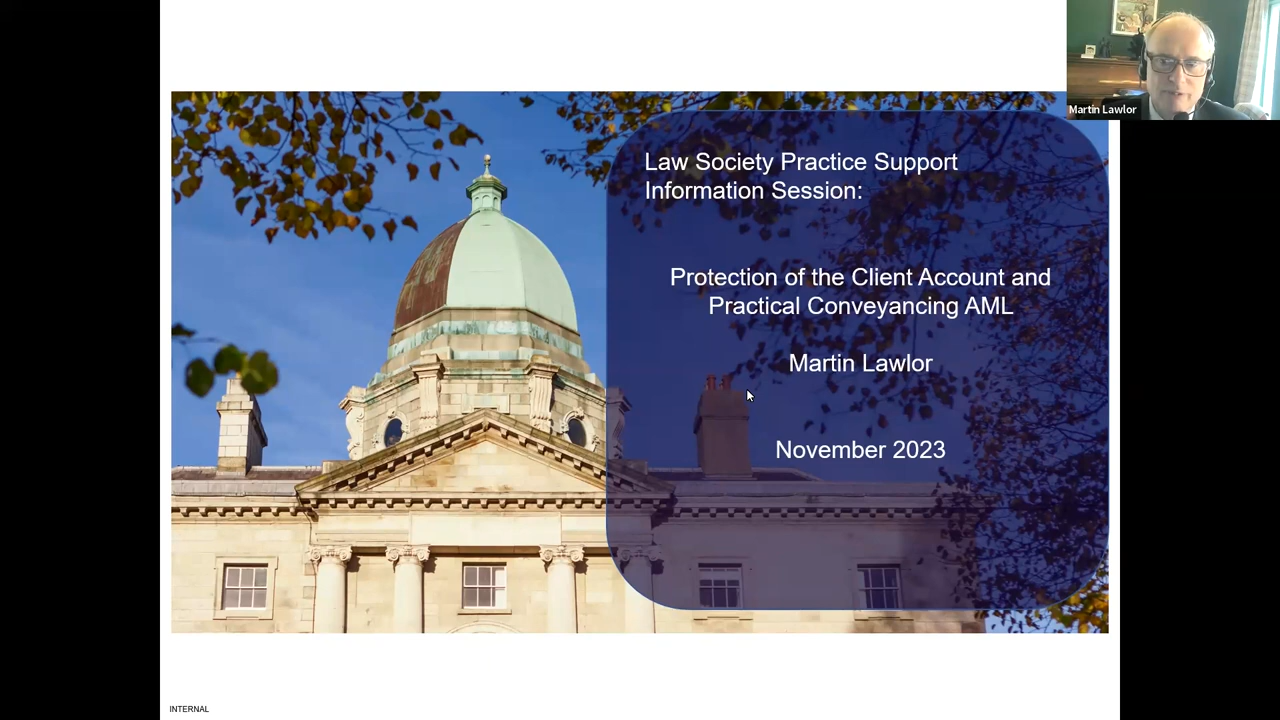 Martin Lawlor
Law Society Practice Support
Information Session:
Protection of the Client Account and
Practical Conveyancing AML
Martin Lawlor
November 2023
INTERNAL